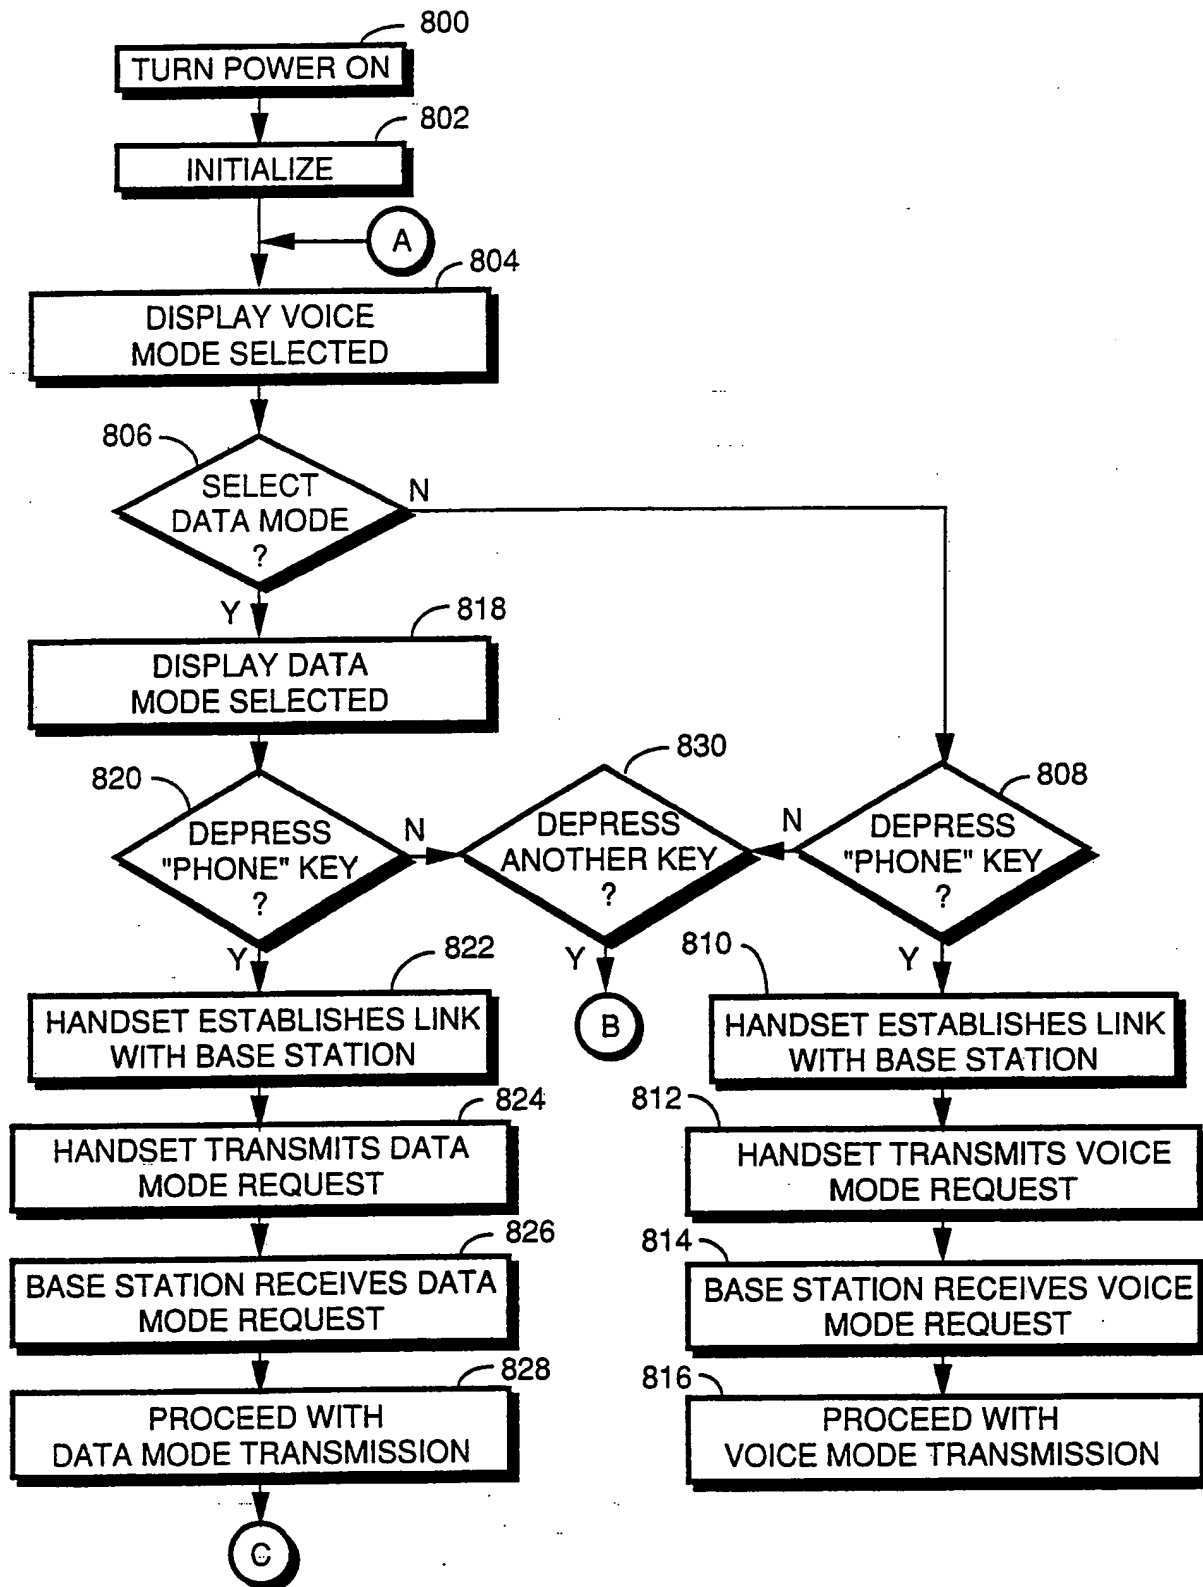 800
TURN POWER ON
802
INITIALIZE
A
804
DISPLAY VOICE
MODE SELECTED
806
SELECT
DATA MODE
?
N
Y
818
DISPLAY DATA
MODE SELECTED
820
DEPRESS
"PHONE" KEY
?
N
Y
830
DEPRESS
ANOTHER KEY
?
Y
B
808
DEPRESS
"PHONE" KEY
?
N
Y
822
HANDSET ESTABLISHES LINK
WITH BASE STATION
824
HANDSET TRANSMITS DATA
MODE REQUEST
826
BASE STATION RECEIVES DATA
MODE REQUEST
828
PROCEED WITH
DATA MODE TRANSMISSION
C
810
HANDSET ESTABLISHES LINK
WITH BASE STATION
812
HANDSET TRANSMITS VOICE
MODE REQUEST
814
BASE STATION RECEIVES VOICE
MODE REQUEST
816
PROCEED WITH
VOICE MODE TRANSMISSION